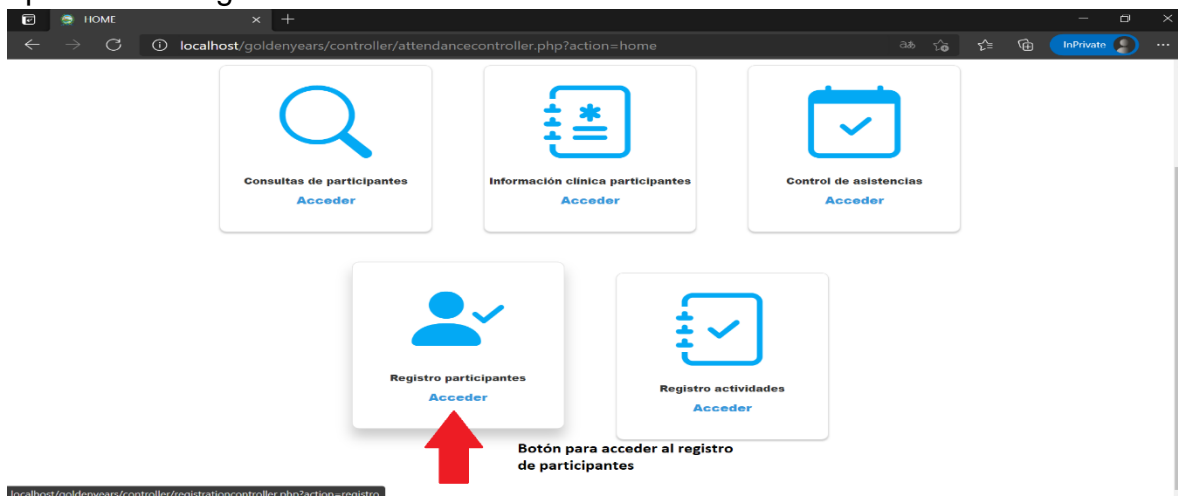 HOME
localhost/goldenyears/controller/attendancecontroller.php?action=home
InPrivate
Consultas de participantes
Acceder
Información clínica participantes
Acceder
Control de asistencias
Acceder
Registro participantes
Acceder
Registro actividades
Acceder
Botón para acceder al registro
de participantes
localhost/goldenyears/controller/registrationcontroller.php?action=registro